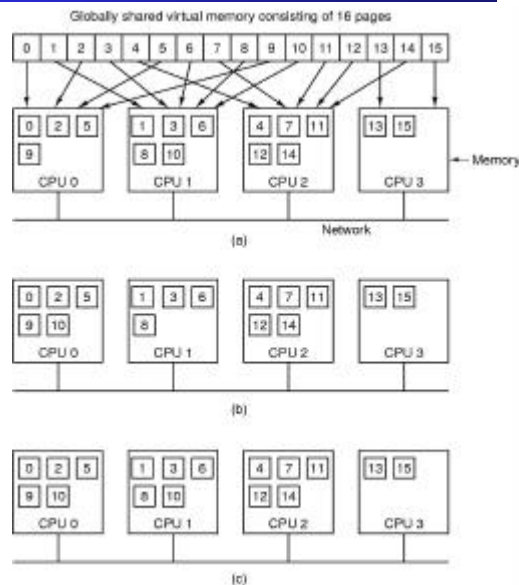 Globally shared virtual memory consisting of 16 pages
0 1 2 3 4 5 6 7 8 9 10 11 12 13 14 15
0 2 5 1 3 6 4 7 11 13 15
9 8 10 12 14
Memory
CPU 0 CPU 1 CPU 2 CPU 3
Network
(a)
0 2 5 1 3 6 4 7 11 13 15
9 10 8 12 14
CPU 0 CPU 1 CPU 2 CPU 3
(b)
0 2 5 1 3 6 4 7 11 13 15
9 10 8 10 12 14
CPU 0 CPU 1 CPU 2 CPU 3
(c)